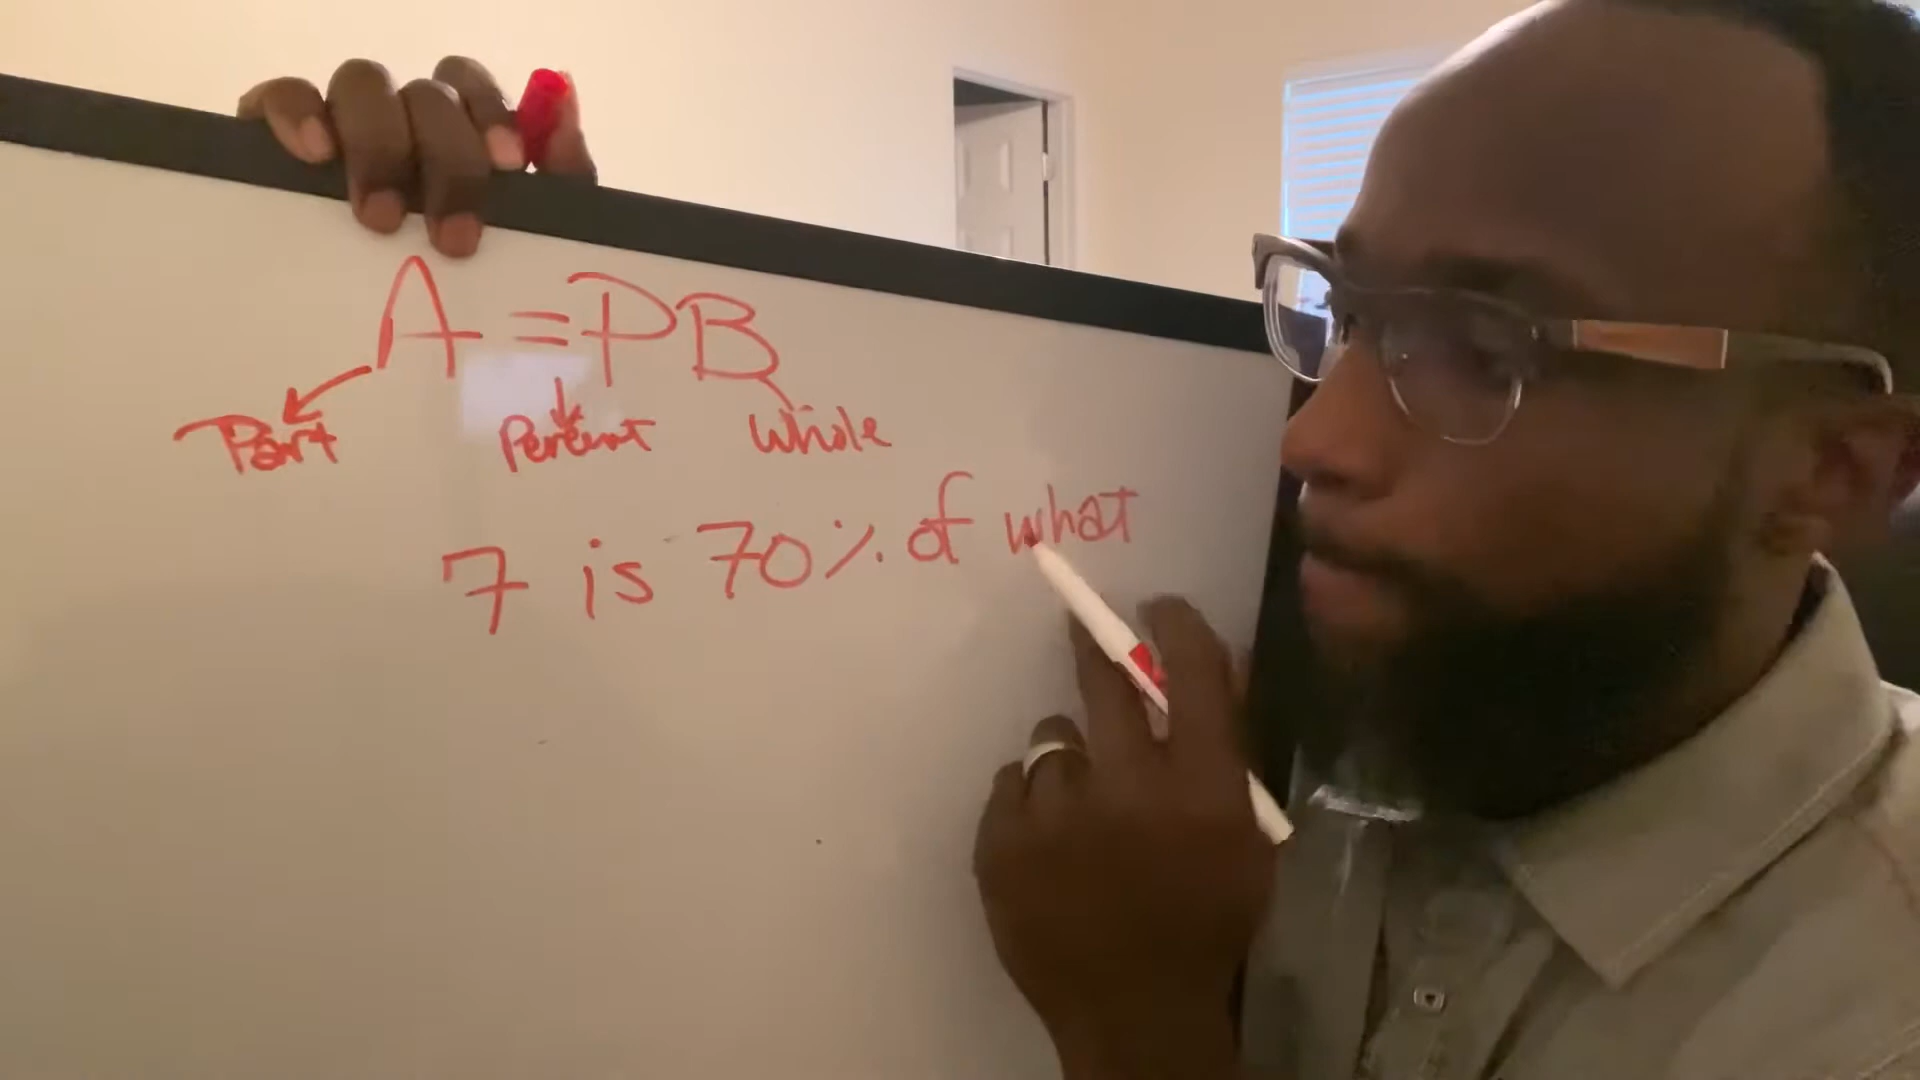 A = PB
Part Percent whole
7 is 70% of what